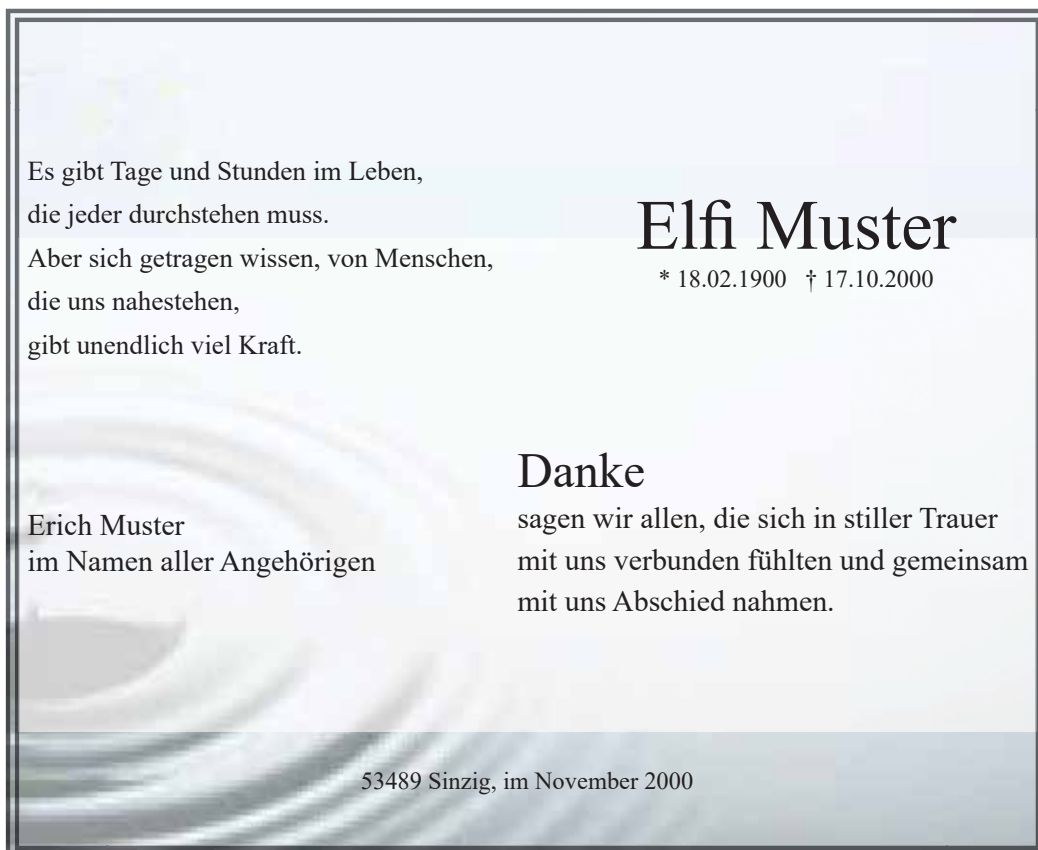 Es gibt Tage und Stunden im Leben,
die jeder durchstehen muss.
Aber sich getragen wissen, von Menschen,
die uns nahestehen,
gibt unendlich viel Kraft.
Elfi Muster
* 18.02.1900 † 17.10.2000
Erich Muster
im Namen aller Angehörigen
Danke
sagen wir allen, die sich in stiller Trauer
mit uns verbunden fühlten und gemeinsam
mit uns Abschied nahmen.
53489 Sinzig, im November 2000